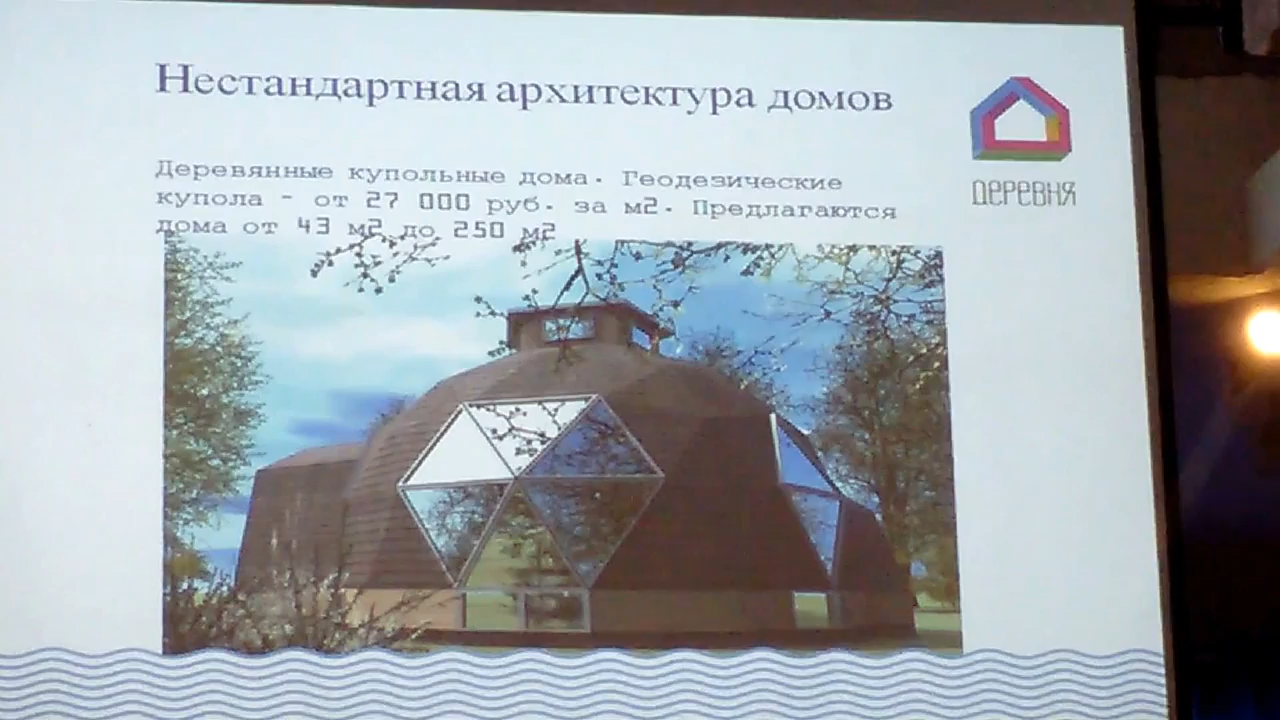 Нестандартная архитектура домов
Деревянные купольные дома. Геодезические
купола - от 27 000 руб. за м2. Предлагаются
дома от 43 м2 до 250 м2
ДЕРЕВНЯ